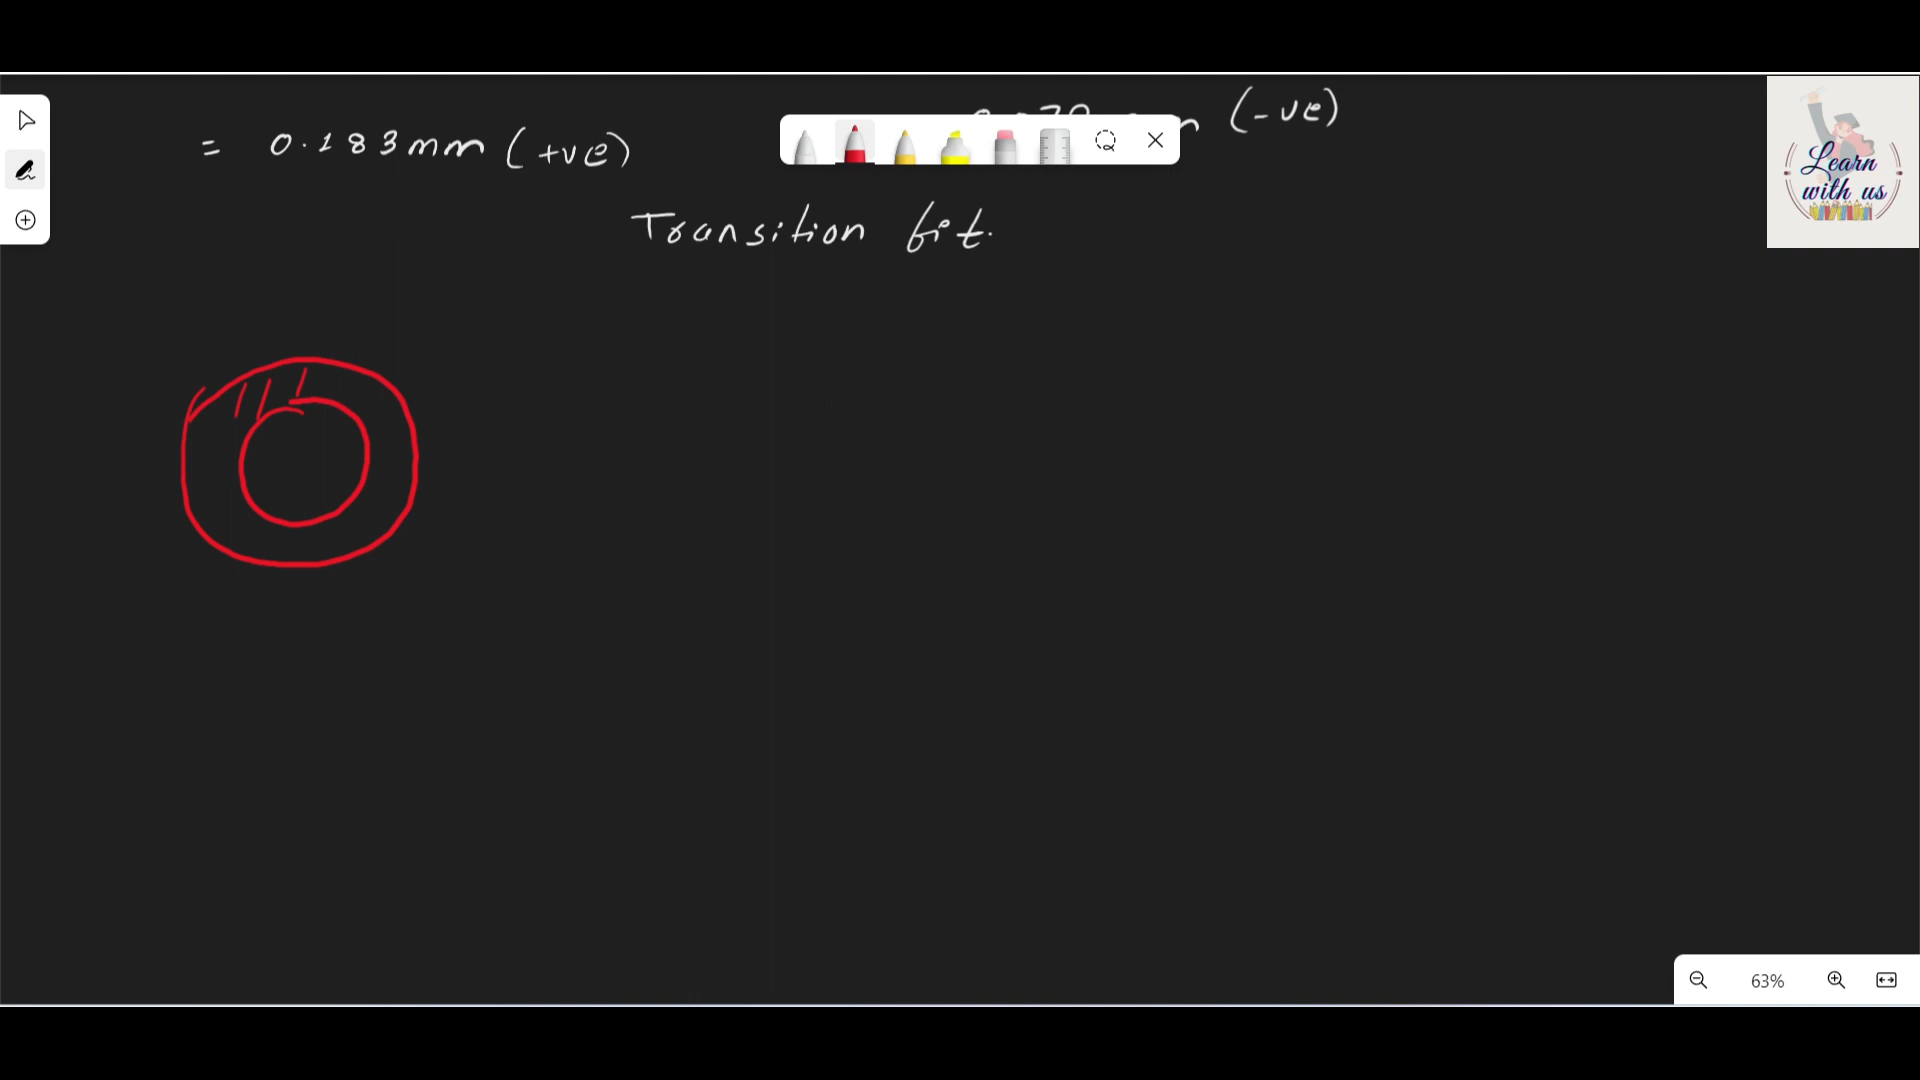 = 0.183mm (+ve)
(-ve)
Transition fit.
Learn
with us
63%